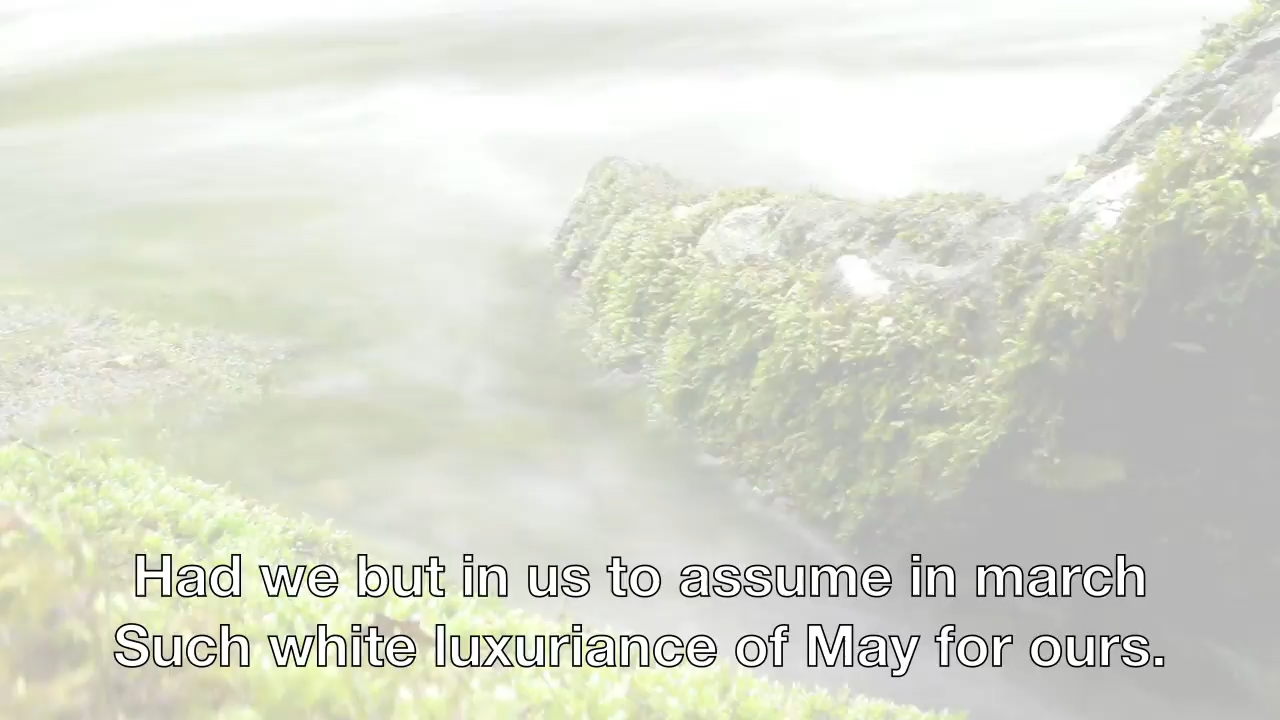 Had we but in us to assume in march
Such white luxuriance of May for ours.